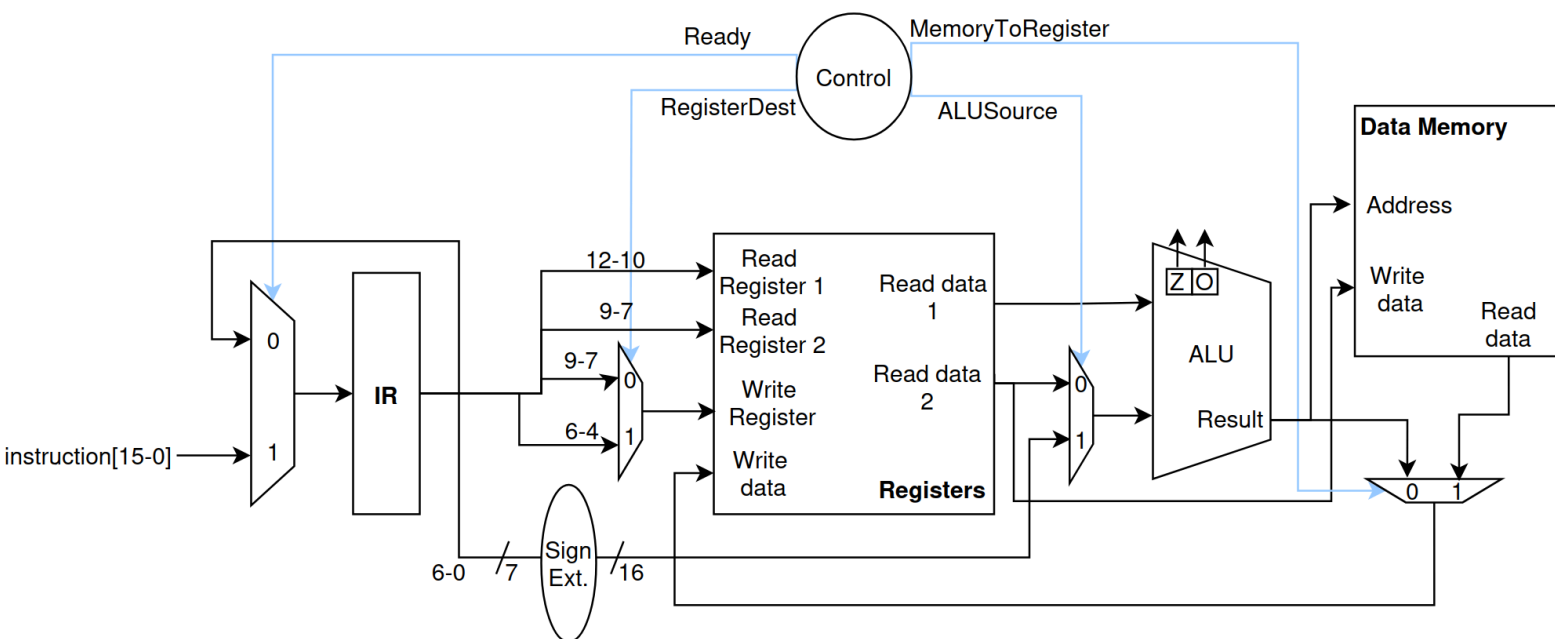 Ready
MemoryToRegister
Control
RegisterDest
ALUSource
Data Memory
Address
Write
data
Read
data
12-10
Read
Register 1
9-7
Read
Register 2
9-7
0
Write
Register
6-4
1
Write
data
Read data
1
Read data
2
Registers
0
IR
1
instruction[15-0]
Z
O
ALU
Result
0
1
0
1
6-0
7
Sign
Ext.
16